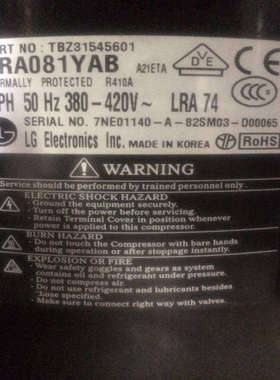 PART NO : TBZ31545601
RA081YAB A21ETA
RMALLY PROTECTED R410A
PH 50 Hz 380-420V~ LRA 74
SERIAL NO. 7NE01140-A-82SM03-D00065
LG Electronics Inc. MADE IN KOREA
DVE
RoHS
WARNING
Service should be performed by trained personnel only.
ELECTRIC SHOCK HAZARD
- Ground the Equipment.
- Turn off the power before servicing.
- Retain Terminal Cover in position whenever
power is applied to this compressor.
BURN HAZARD
- Do not touch the Compressor with bare hands
during operation or after stoppage instantly.
EXPLOSION OR FIRE
- Wear safety goggles and gears as system
contains oil and refrigerant under pressure.
- Do not compress air.
- Do not use refrigerant and lubricants besides
those specified.
- Make sure to connect right way with valves.